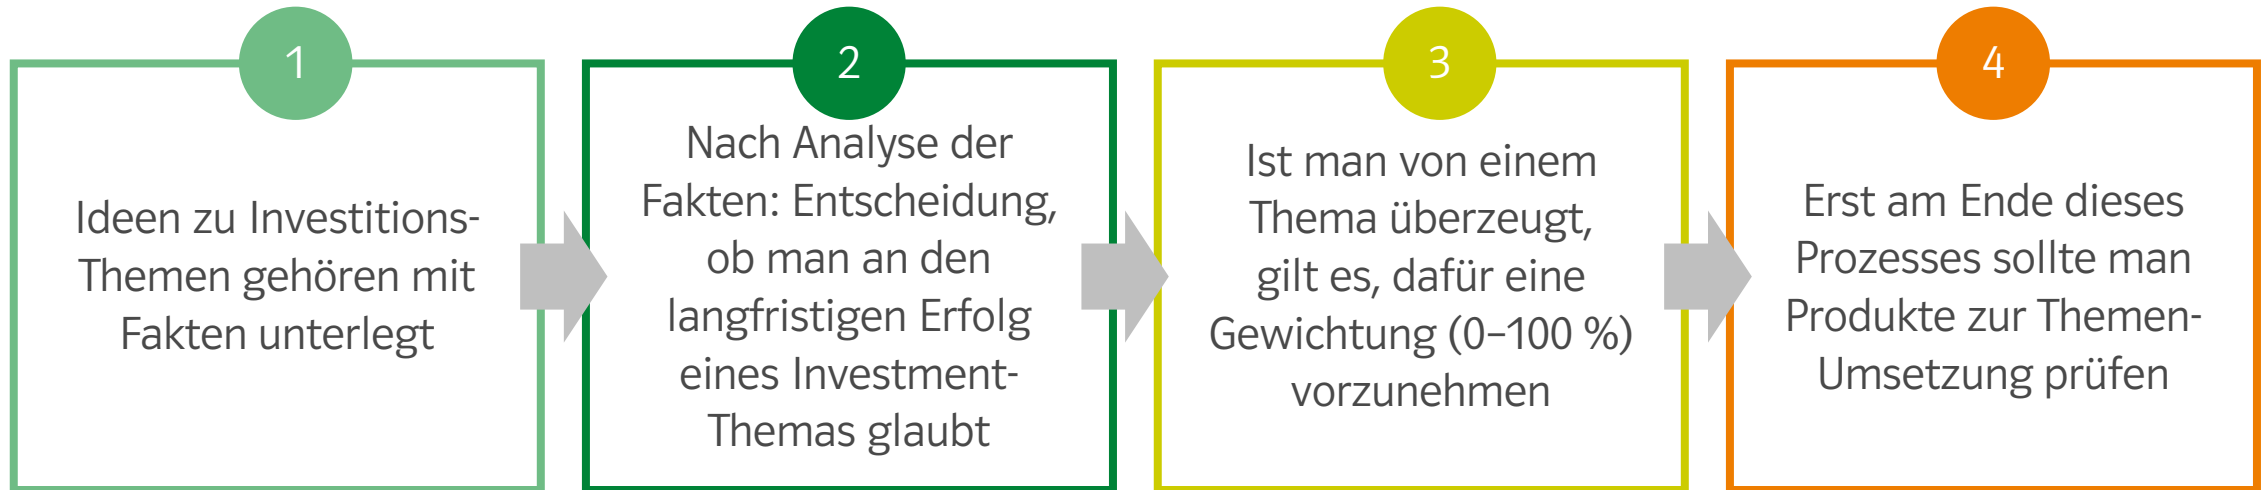 1
Ideen zu Investitions-
Themen gehören mit
Fakten unterlegt
2
Nach Analyse der
Fakten: Entscheidung,
ob man an den
langfristigen Erfolg
eines Investment-
Themas glaubt
3
Ist man von einem
Thema überzeugt,
gilt es, dafür eine
Gewichtung (0–100 %)
vorzunehmen
4
Erst am Ende dieses
Prozesses sollte man
Produkte zur Themen-
Umsetzung prüfen